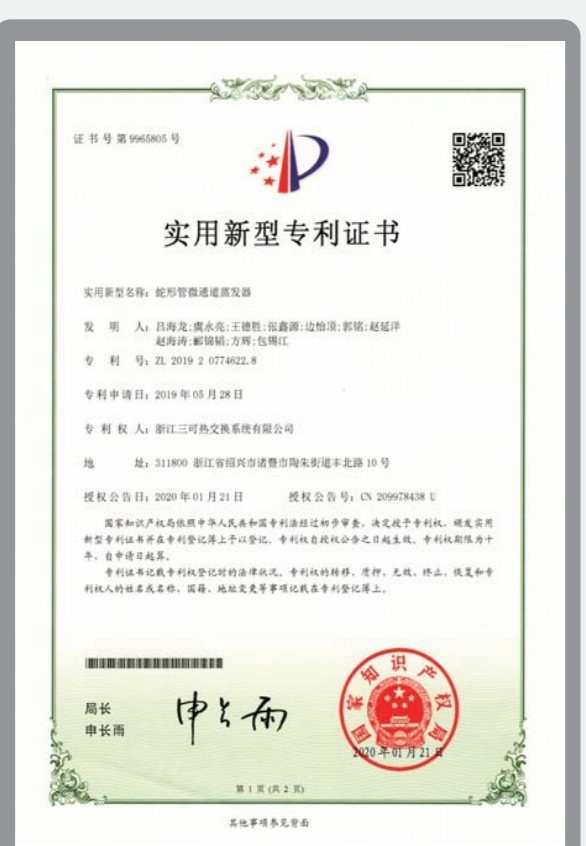 证书号第9965805号
实用新型专利证书
实用新型名称：蛇形管微通道蒸发器
发 明 人：吕海龙;虞永亮;王德胜;张鑫源;边怡顶;郭铭;赵延洋
赵海涛;郦锦韬;方辉;包锡江
专 利 号：ZL 2019 2 0774622.8
专利申请日：2019年05月28日
专 利 权 人：浙江三可热交换系统有限公司
地 址：311800 浙江省绍兴市诸暨市陶朱街道丰北路10号
授权公告日：2020年01月21日 授权公告号：CN 209978438 U
国家知识产权局依照中华人民共和国专利法经过初步审查，决定授予专利权，颁发实用
新型专利证书并在专利登记簿上予以登记，专利权自授权公告之日起生效，专利权期限为十
年，自申请日起算。
专利证书记载专利权登记时的法律状况。专利权的转移、质押、无效、终止、恢复和专
利权人的姓名或名称、国籍、地址变更等事项记载在专利登记簿上。
局长
申长雨
申长雨
国家知识产权局
2020年01月21日
第 1 页 (共 2 页)
其他事项参见背面